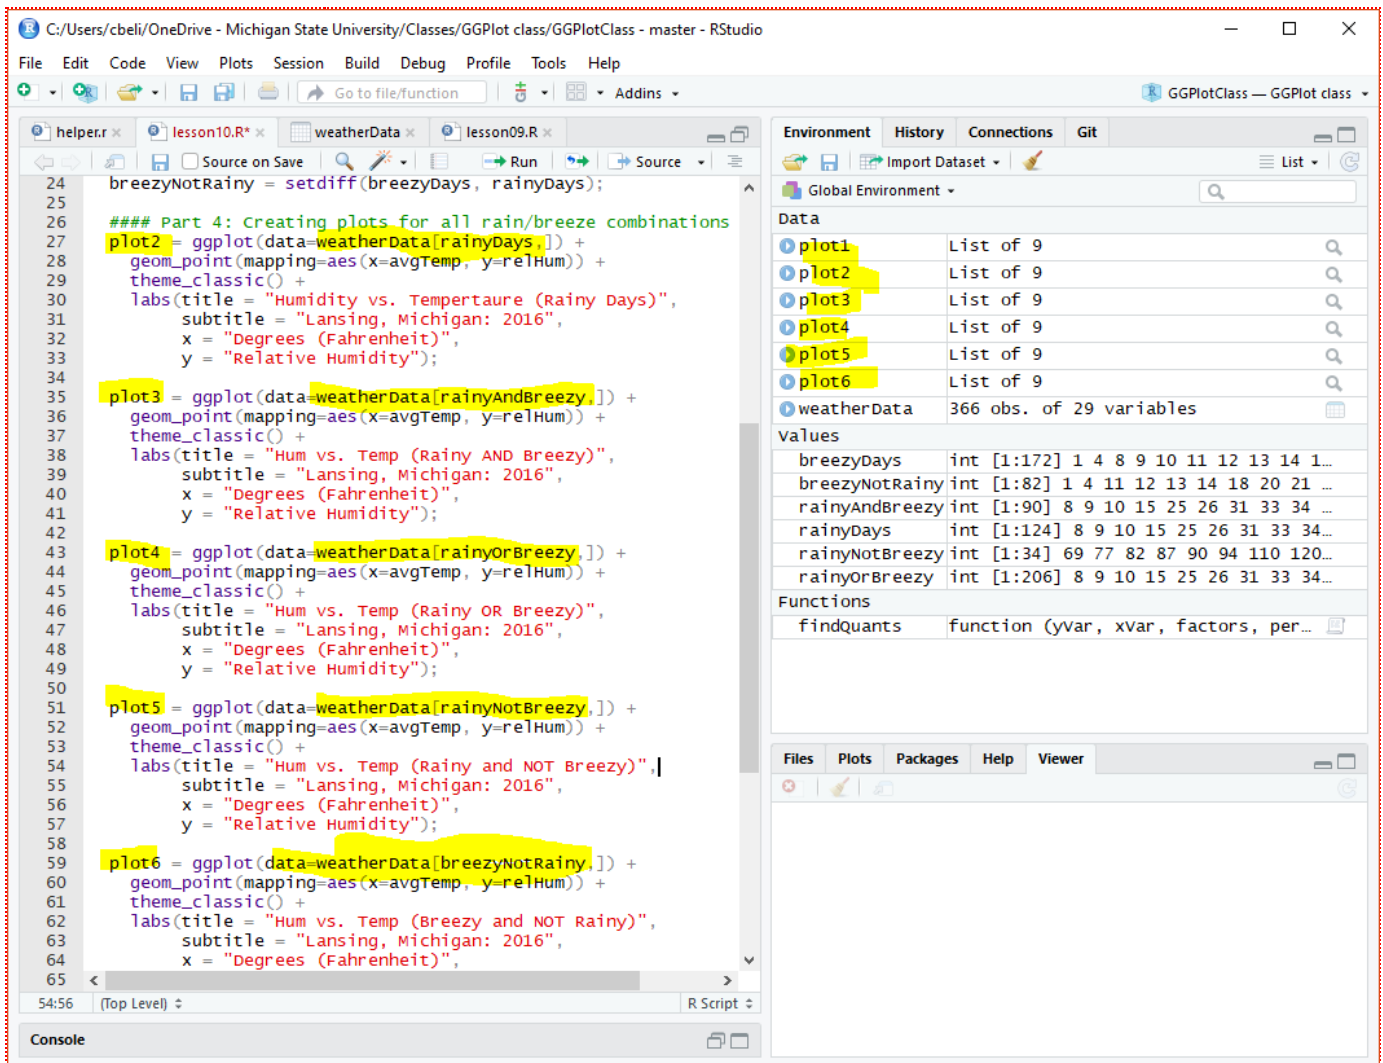 C:/Users/cbeli/OneDrive - Michigan State University/Classes/GGPlot class/GGPlotClass - master - RStudio
File Edit Code View Plots Session Build Debug Profile Tools Help
Go to file/function Addins GGPlotClass — GGPlot class
helper.r lesson10.R* weatherData lesson09.R
Source on Save Run Source
24 breezyNotRainy = setdiff(breezyDays, rainyDays);
25
26 #### Part 4: Creating plots for all rain/breeze combinations
27 plot2 = ggplot(data=weatherData[rainyDays,]) +
28 geom_point(mapping=aes(x=avgTemp, y=relHum)) +
29 theme_classic() +
30 labs(title = "Humidity vs. Tempertaure (Rainy Days)",
31 subtitle = "Lansing, Michigan: 2016",
32 x = "Degrees (Fahrenheit)",
33 y = "Relative Humidity");
34
35 plot3 = ggplot(data=weatherData[rainyAndBreezy,]) +
36 geom_point(mapping=aes(x=avgTemp, y=relHum)) +
37 theme_classic() +
38 labs(title = "Hum vs. Temp (Rainy AND Breezy)",
39 subtitle = "Lansing, Michigan: 2016",
40 x = "Degrees (Fahrenheit)",
41 y = "Relative Humidity");
42
43 plot4 = ggplot(data=weatherData[rainyOrBreezy,]) +
44 geom_point(mapping=aes(x=avgTemp, y=relHum)) +
45 theme_classic() +
46 labs(title = "Hum vs. Temp (Rainy OR Breezy)",
47 subtitle = "Lansing, Michigan: 2016",
48 x = "Degrees (Fahrenheit)",
49 y = "Relative Humidity");
50
51 plot5 = ggplot(data=weatherData[rainyNotBreezy,]) +
52 geom_point(mapping=aes(x=avgTemp, y=relHum)) +
53 theme_classic() +
54 labs(title = "Hum vs. Temp (Rainy and NOT Breezy)",
55 subtitle = "Lansing, Michigan: 2016",
56 x = "Degrees (Fahrenheit)",
57 y = "Relative Humidity");
58
59 plot6 = ggplot(data=weatherData[breezyNotRainy,]) +
60 geom_point(mapping=aes(x=avgTemp, y=relHum)) +
61 theme_classic() +
62 labs(title = "Hum vs. Temp (Breezy and NOT Rainy)",
63 subtitle = "Lansing, Michigan: 2016",
64 x = "Degrees (Fahrenheit)",
65
54:56 (Top Level) R Script
Console
Environment History Connections Git
Import Dataset List
Global Environment
Data
plot1 List of 9
plot2 List of 9
plot3 List of 9
plot4 List of 9
plot5 List of 9
plot6 List of 9
weatherData 366 obs. of 29 variables
Values
breezyDays int [1:172] 1 4 8 9 10 11 12 13 14 1…
breezyNotRainy int [1:82] 1 4 11 12 13 14 18 20 21 …
rainyAndBreezy int [1:90] 8 9 10 15 25 26 31 33 34 …
rainyDays int [1:124] 8 9 10 15 25 26 31 33 34…
rainyNotBreezy int [1:34] 69 77 82 87 90 94 110 120…
rainyOrBreezy int [1:206] 8 9 10 15 25 26 31 33 34…
Functions
findQuants function (yVar, xVar, factors, per…
Files Plots Packages Help Viewer